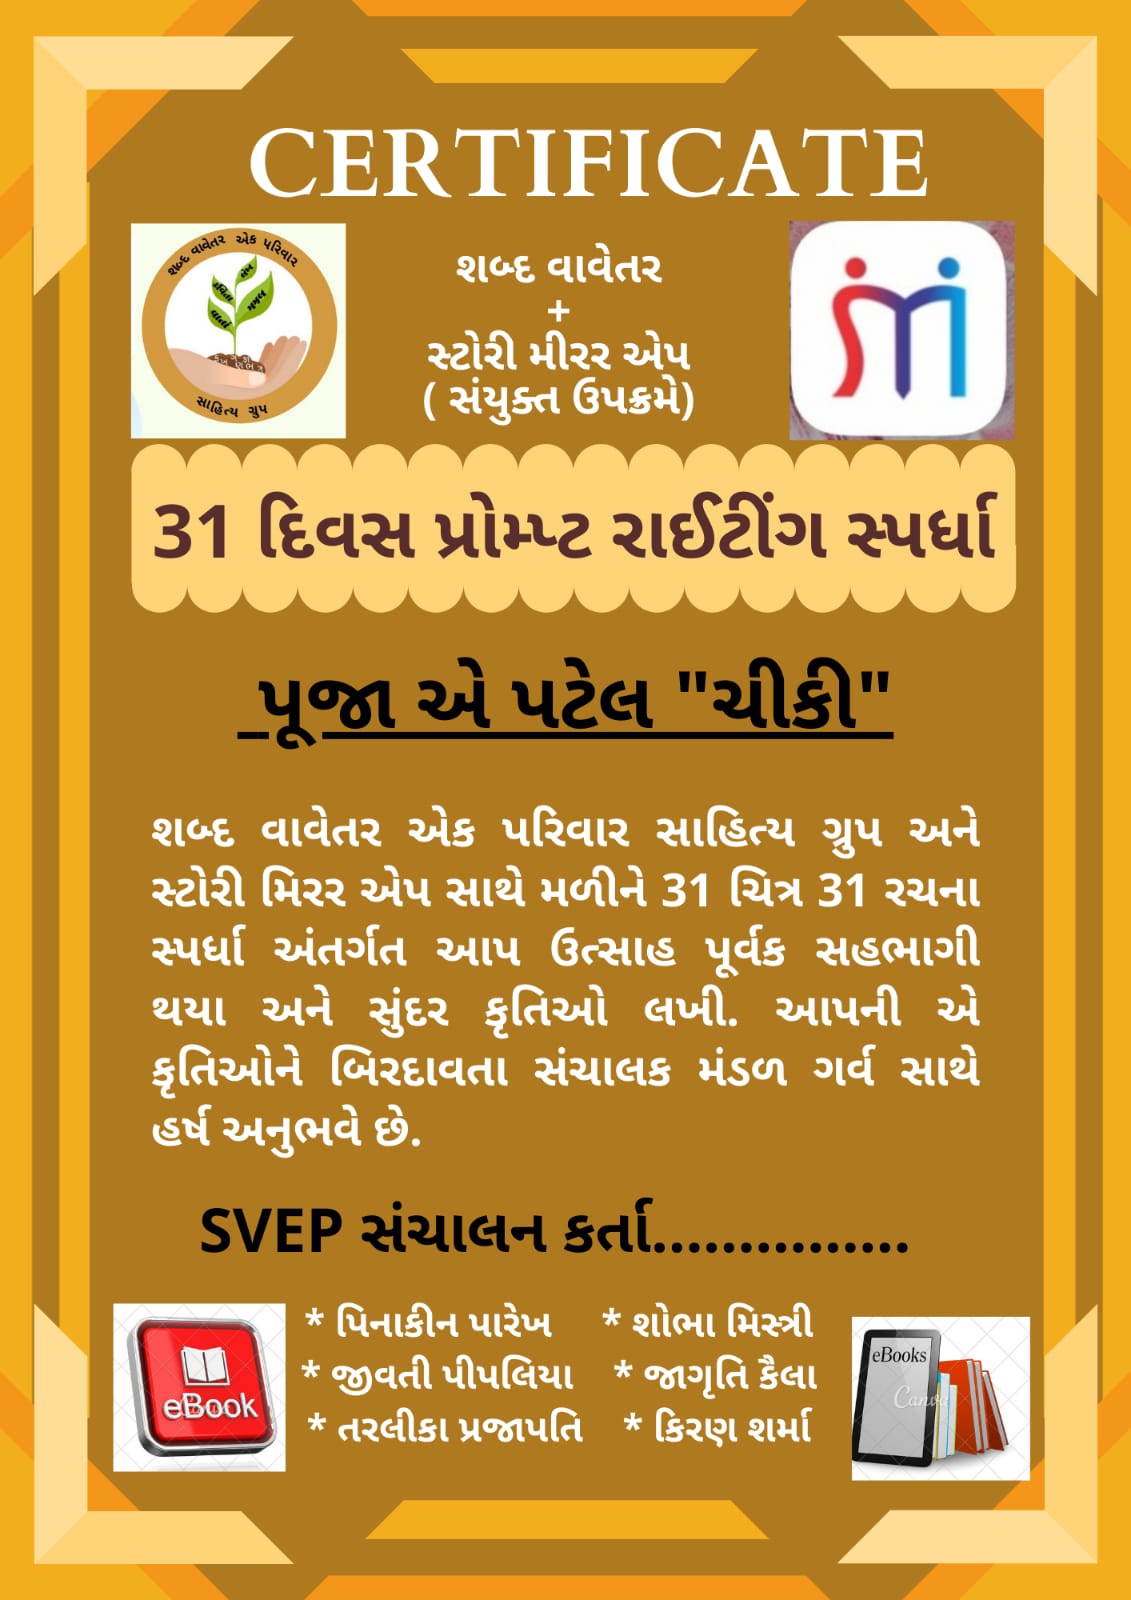 CERTIFICATE
શબ્દ વાવેતર એક પરિવાર
લેખ
કવિતા
ગઝલ
વાર્તા
સાહિત્ય ગ્રુપ
શબ્દ વાવેતર
+
સ્ટોરી મીરર એપ
( સંયુક્ત ઉપક્રમે)
31 દિવસ પ્રોમ્પ્ટ રાઈટીંગ સ્પર્ધા
પૂજા એ પટેલ "ચીકી"
શબ્દ વાવેતર એક પરિવાર સાહિત્ય ગ્રુપ અને
સ્ટોરી મિરર એપ સાથે મળીને 31 ચિત્ર 31 રચના
સ્પર્ધા અંતર્ગત આપ ઉત્સાહ પૂર્વક સહભાગી
થયા અને સુંદર કૃતિઓ લખી. આપની એ
કૃતિઓને બિરદાવતા સંચાલક મંડળ ગર્વ સાથે
હર્ષ અનુભવે છે.
SVEP સંચાલન કર્તા...............
* પિનાકીન પારેખ * શોભા મિસ્ત્રી
* જીવતી પીપલિયા * જાગૃતિ કૈલા
* તરલીકા પ્રજાપતિ * કિરણ શર્મા
eBook
eBooks
Canva